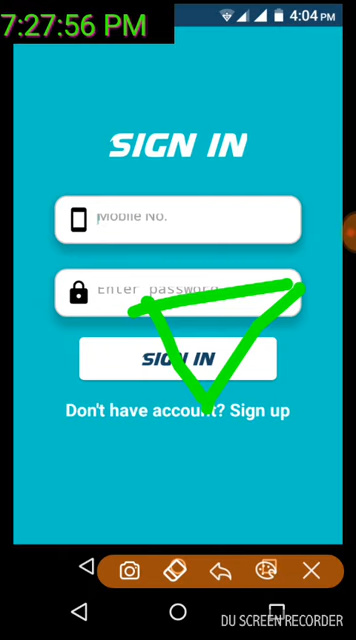 7:27:56 PM
4:04 PM
SIGN IN
Mobile No.
Enter password
SIGN IN
Don't have account? Sign up
DU SCREEN RECORDER